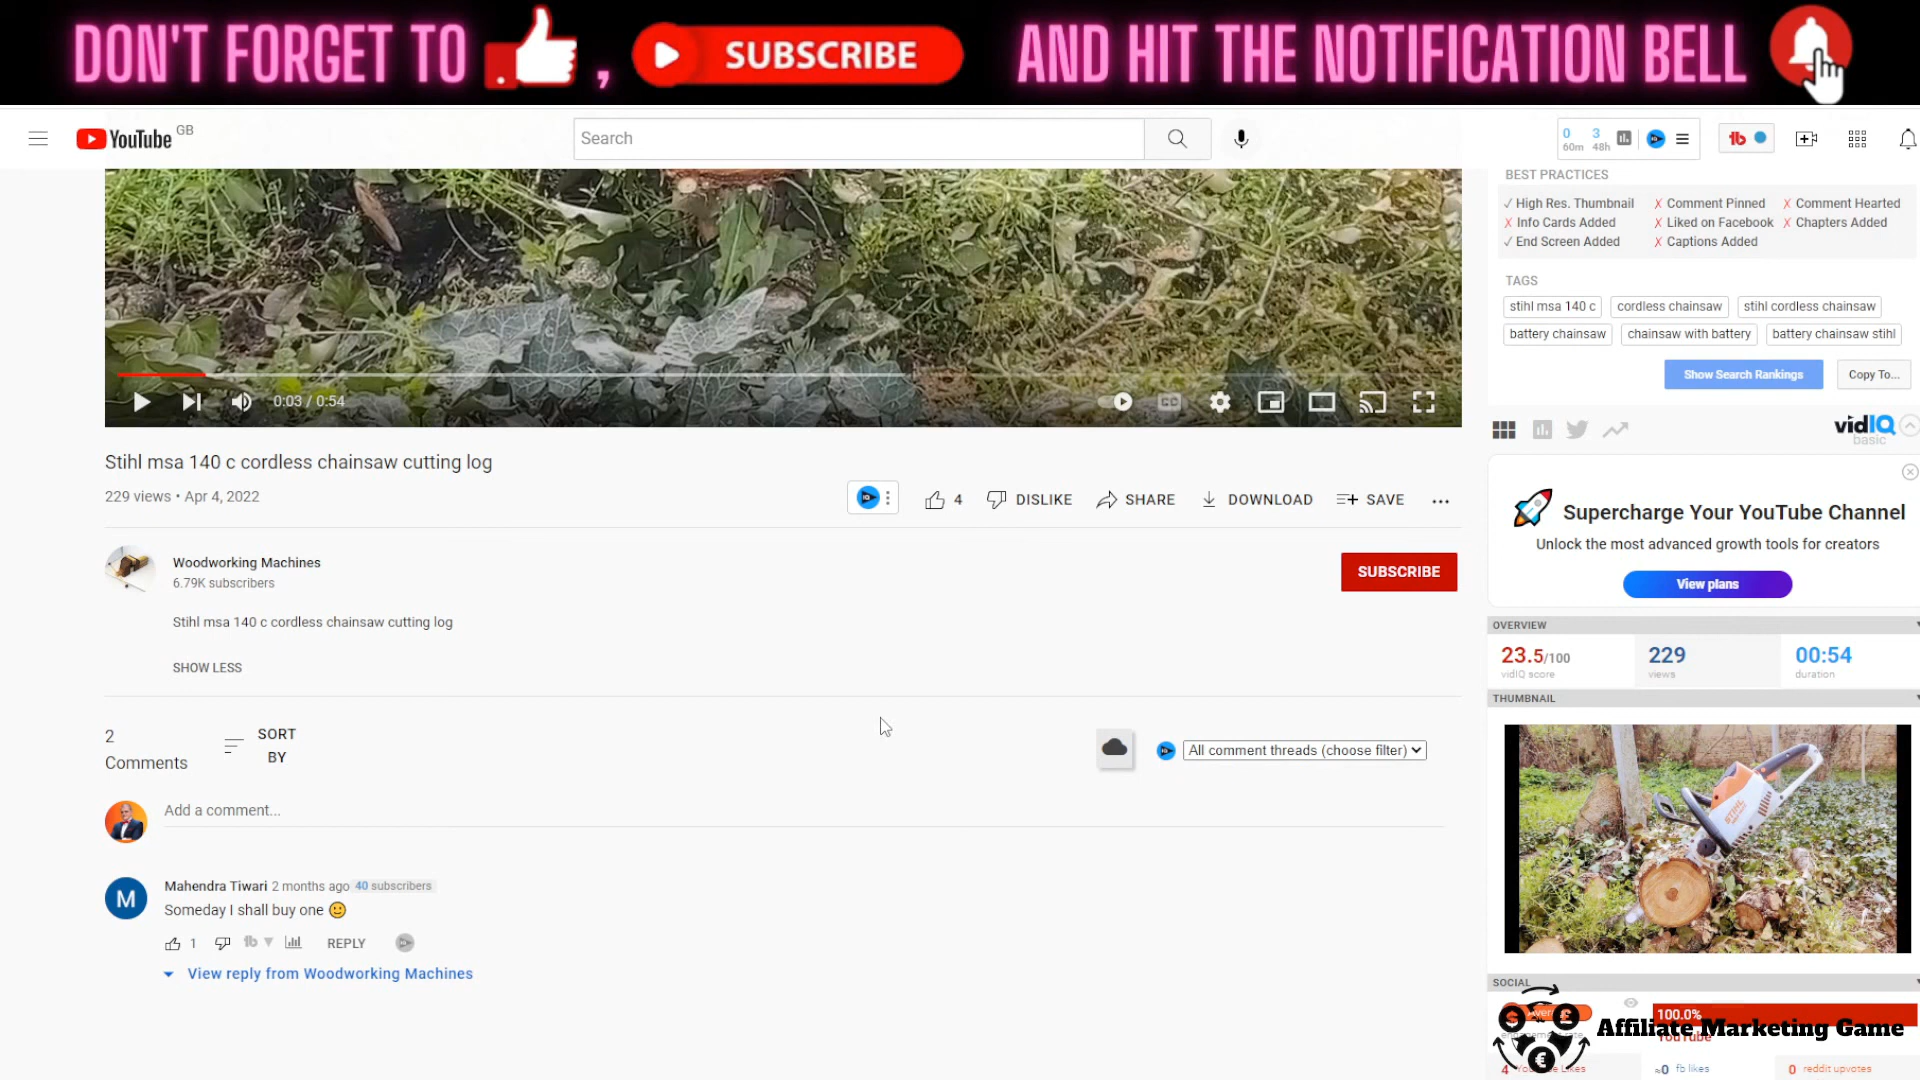 DON'T FORGET TO , SUBSCRIBE AND HIT THE NOTIFICATION BELL
YouTube GB
Search
0 3
60m 48h
BEST PRACTICES
High Res. Thumbnail Comment Pinned Comment Hearted
Info Cards Added Liked on Facebook Chapters Added
End Screen Added Captions Added
TAGS
stihl msa 140 c cordless chainsaw stihl cordless chainsaw
battery chainsaw chainsaw with battery battery chainsaw stihl
Show Search Rankings Copy To...
0:03 / 0:54
vidIQ
basic
Stihl msa 140 c cordless chainsaw cutting log
229 views • Apr 4, 2022
4 DISLIKE SHARE DOWNLOAD SAVE ...
Supercharge Your YouTube Channel
Unlock the most advanced growth tools for creators
View plans
Woodworking Machines
6.79K subscribers
SUBSCRIBE
Stihl msa 140 c cordless chainsaw cutting log
SHOW LESS
OVERVIEW
23.5/100 229 00:54
vidIQ score views duration
THUMBNAIL
STIHL
2 Comments
SORT BY
All comment threads (choose filter)
Add a comment...
M
Mahendra Tiwari 2 months ago 40 subscribers
Someday I shall buy one 🙂
1 REPLY
View reply from Woodworking Machines
SOCIAL
100.0%
YouTube
Affiliate Marketing Game
4 ≈0 fb likes 0 reddit upvotes